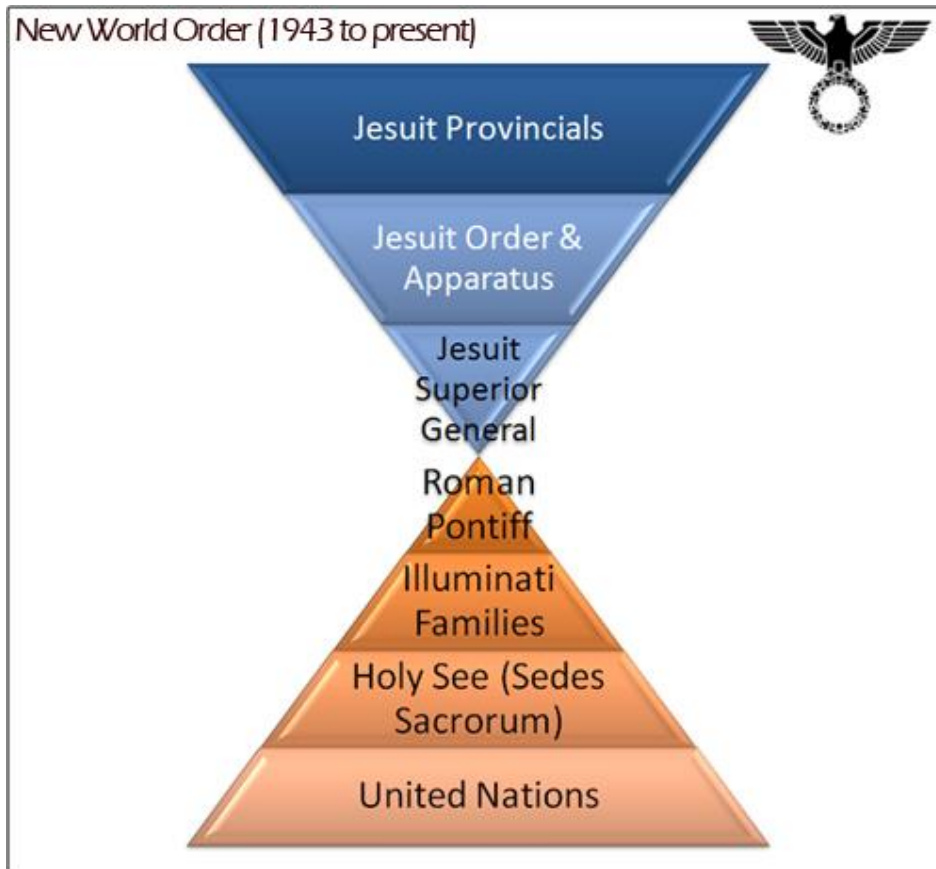 New World Order (1943 to present)
Jesuit Provincials
Jesuit Order &
Apparatus
Jesuit
Superior
General
Roman
Pontiff
Illuminati
Families
Holy See (Sedes
Sacrorum)
United Nations